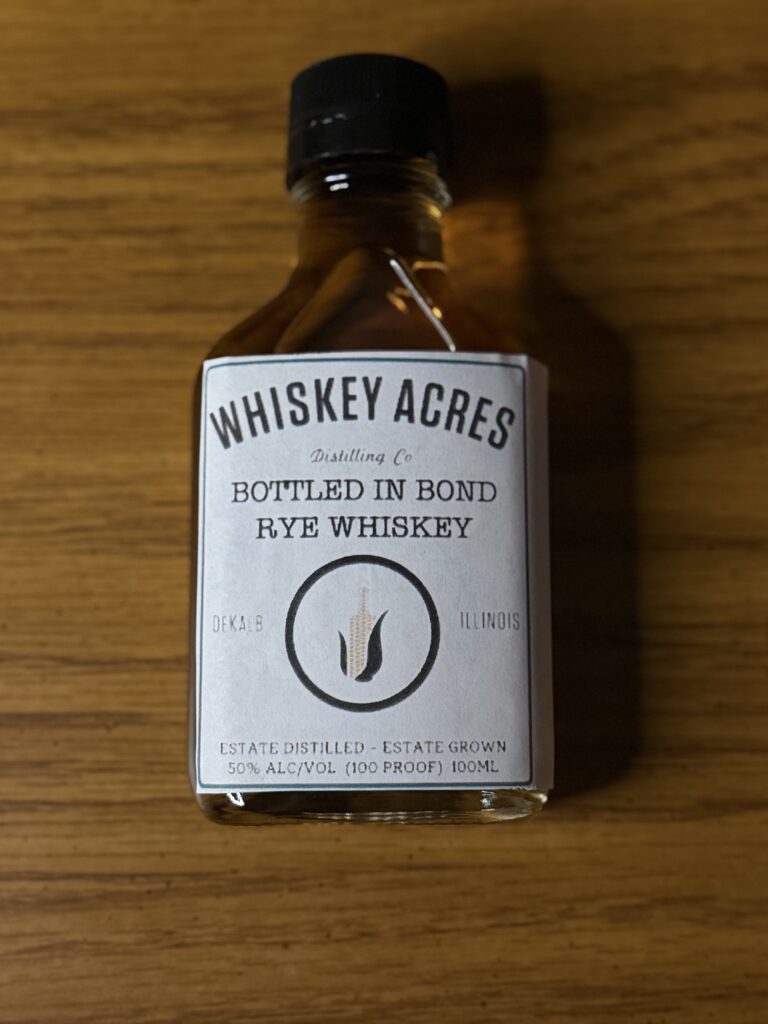 WHISKEY ACRES
Distilling Co
BOTTLED IN BOND
RYE WHISKEY
DEKALB ILLINOIS
ESTATE DISTILLED - ESTATE GROWN
50% ALC/VOL (100 PROOF) 100ML